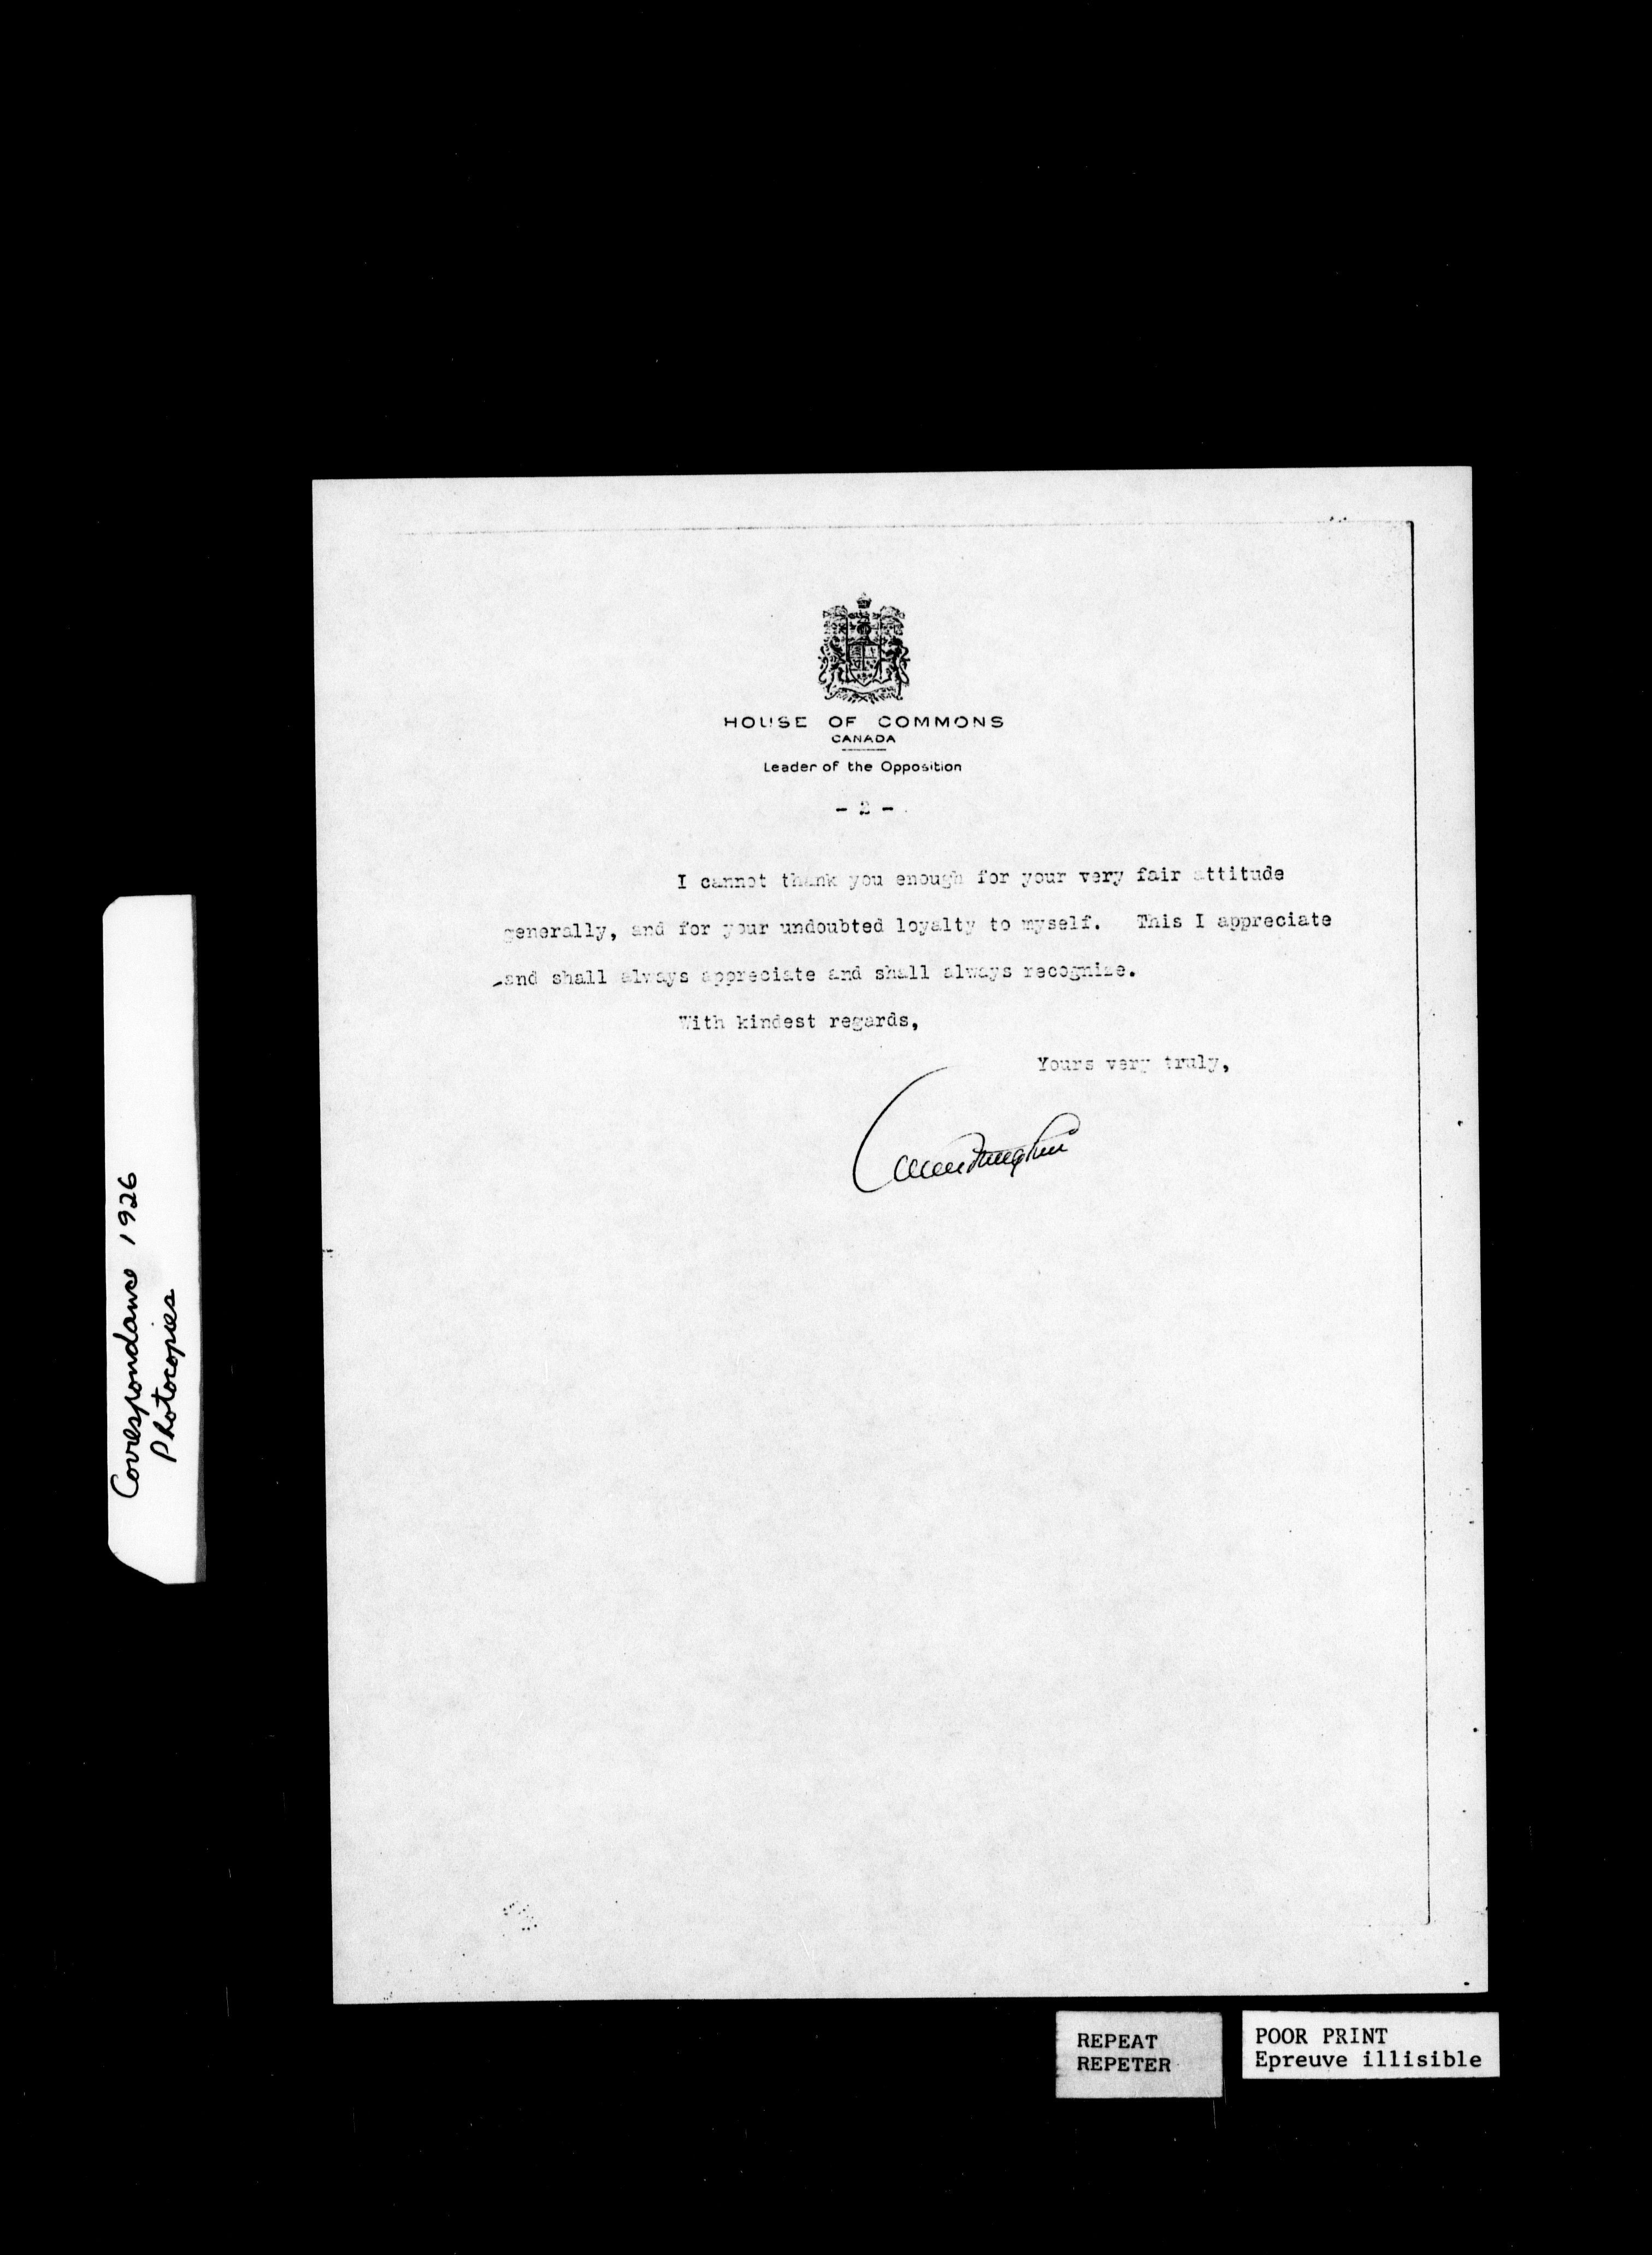 HOUSE OF COMMONS
CANADA
Leader of the Opposition
- 2 -
I cannot thank you enough for your very fair attitude
generally, and for your undoubted loyalty to myself. This I appreciate
and shall always appreciate and shall always recognize.
With kindest regards,
Yours very truly,
Correspondance 1926
Photocopies
REPEAT
REPETER
POOR PRINT
Epreuve illisible